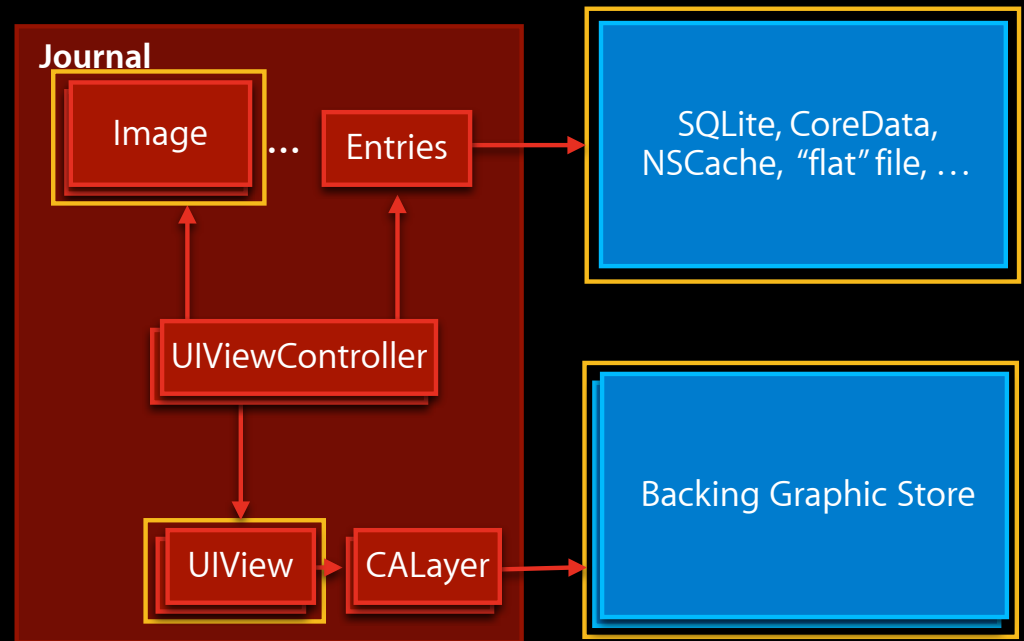 Journal
Image
...
Entries
SQLite, CoreData,
NSCache, “flat” file, …
UIViewController
UIView
CALayer
Backing Graphic Store